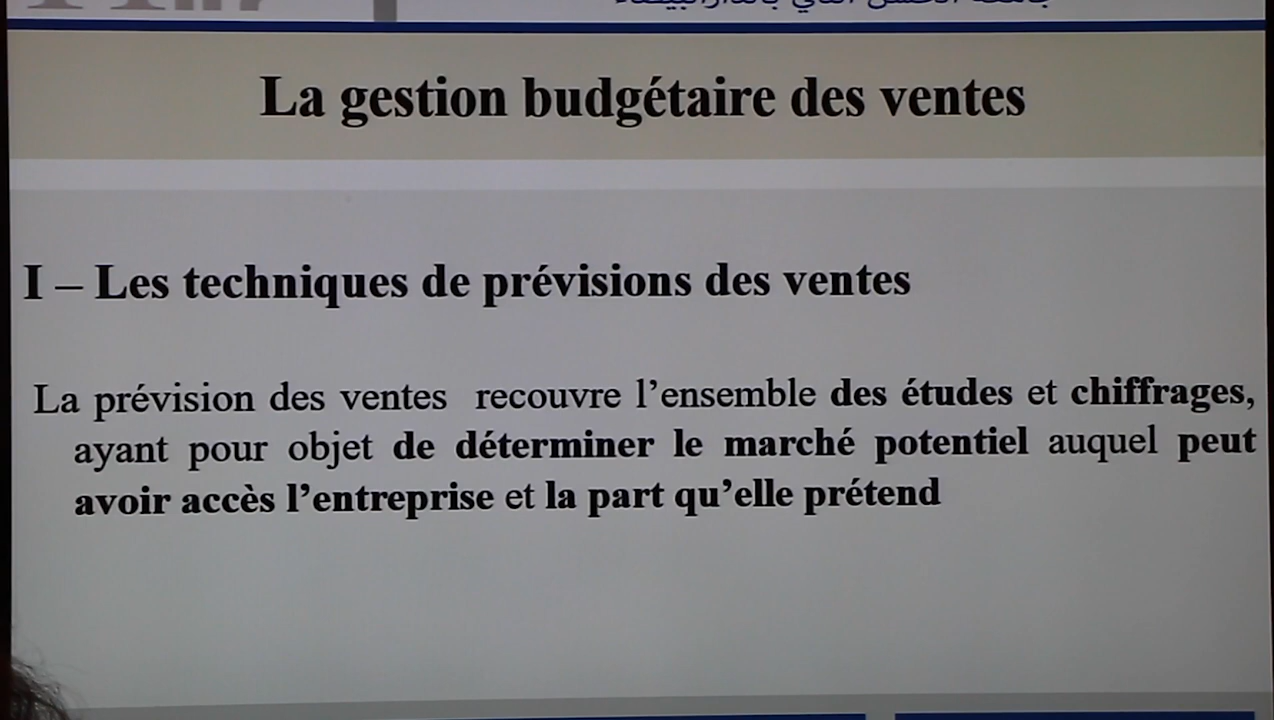 La gestion budgétaire des ventes
I – Les techniques de prévisions des ventes
La prévision des ventes recouvre l’ensemble des études et chiffrages,
ayant pour objet de déterminer le marché potentiel auquel peut
avoir accès l’entreprise et la part qu’elle prétend